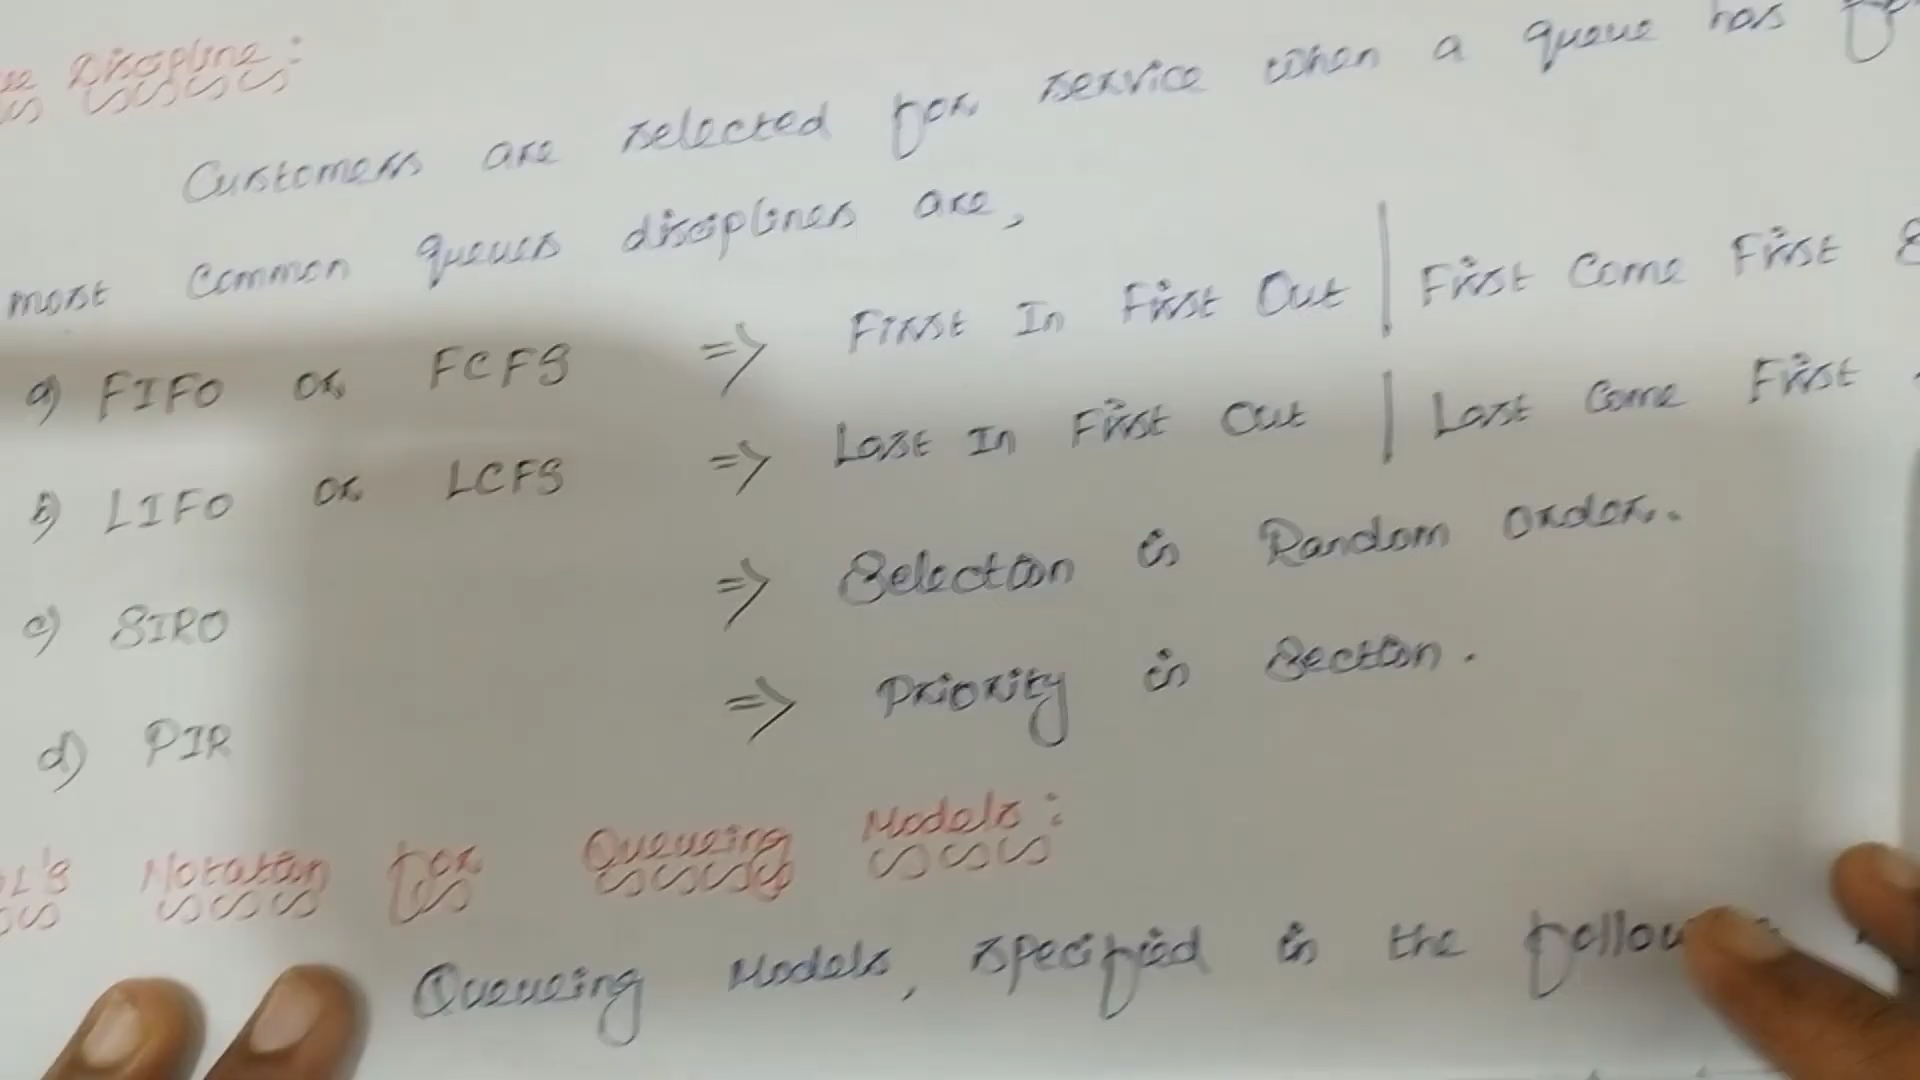 Discipline:
Customers are selected for service when a queue has
most common queues disciplines are,
a) FIFO or FCFS => First In First Out | First Come First
b) LIFO or LCFS => Last In First Out | Last Come First
c) SIRO => Selection in Random Order.
d) PIR => Priority in Section.
Notation for Queueing Models:
Queueing Models, specified in the